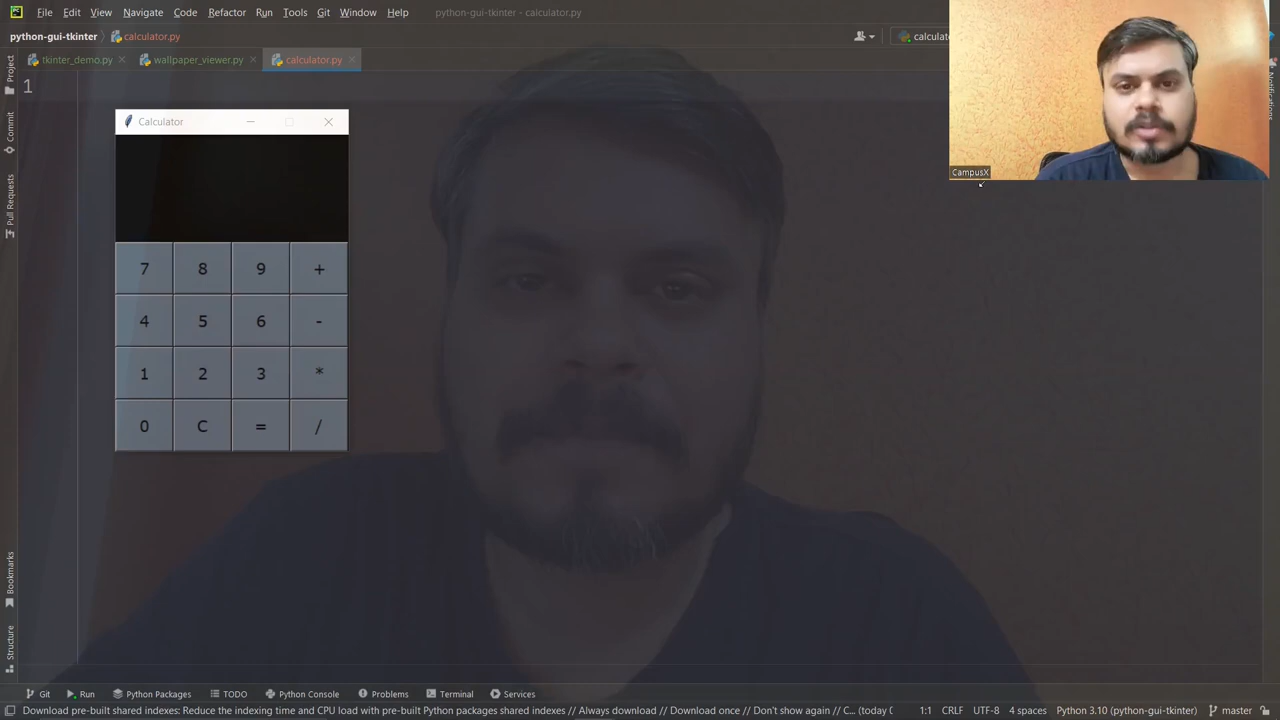 File Edit View Navigate Code Refactor Run Tools Git Window Help python-gui-tkinter - calculator.py
python-gui-tkinter calculator.py
tkinter_demo.py wallpaper_viewer.py calculator.py
1
Calculator
7 8 9 +
4 5 6 -
1 2 3 *
0 C = /
CampusX
Project
Commit
Pull Requests
Bookmarks
Structure
Notifications
Git Run Python Packages TODO Python Console Problems Terminal Services
Download pre-built shared indexes: Reduce the indexing time and CPU load with pre-built Python packages shared indexes // Always download // Download once // Don't show again // C... (today 1:1 CRLF UTF-8 4 spaces Python 3.10 (python-gui-tkinter) master